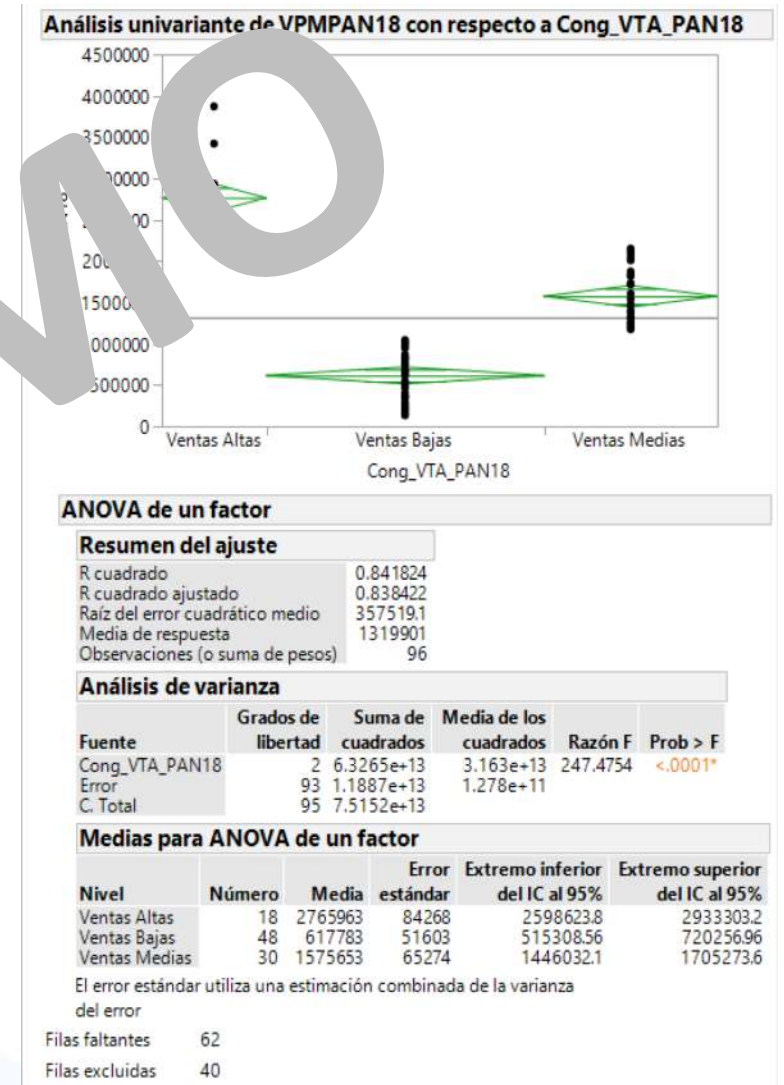 Análisis univariante de VPMPAN18 con respecto a Cong_VTA_PAN18
4500000
4000000
3500000
1500000
0
Ventas Altas Ventas Bajas Ventas Medias
Cong_VTA_PAN18
ANOVA de un factor
Resumen del ajuste
R cuadrado 0.841824
R cuadrado ajustado 0.838422
Raíz del error cuadrático medio 357519.1
Media de respuesta 1319901
Observaciones (o suma de pesos) 96
Análisis de varianza
Grados de Suma de Media de los
Fuente libertad cuadrados cuadrados Razón F Prob > F
Cong_VTA_PAN18 2 6.3265e+13 3.163e+13 247.4754 <.0001*
Error 93 1.1887e+13 1.278e+11
C. Total 95 7.5152e+13
Medias para ANOVA de un factor
Error Extremo inferior Extremo superior
Nivel Número Media estándar del IC al 95% del IC al 95%
Ventas Altas 18 2765963 84268 2598623.8 2933303.2
Ventas Bajas 48 617783 51603 515308.56 720256.96
Ventas Medias 30 1575653 65274 1446032.1 1705273.6
El error estándar utiliza una estimación combinada de la varianza
del error
Filas faltantes 62
Filas excluidas 40